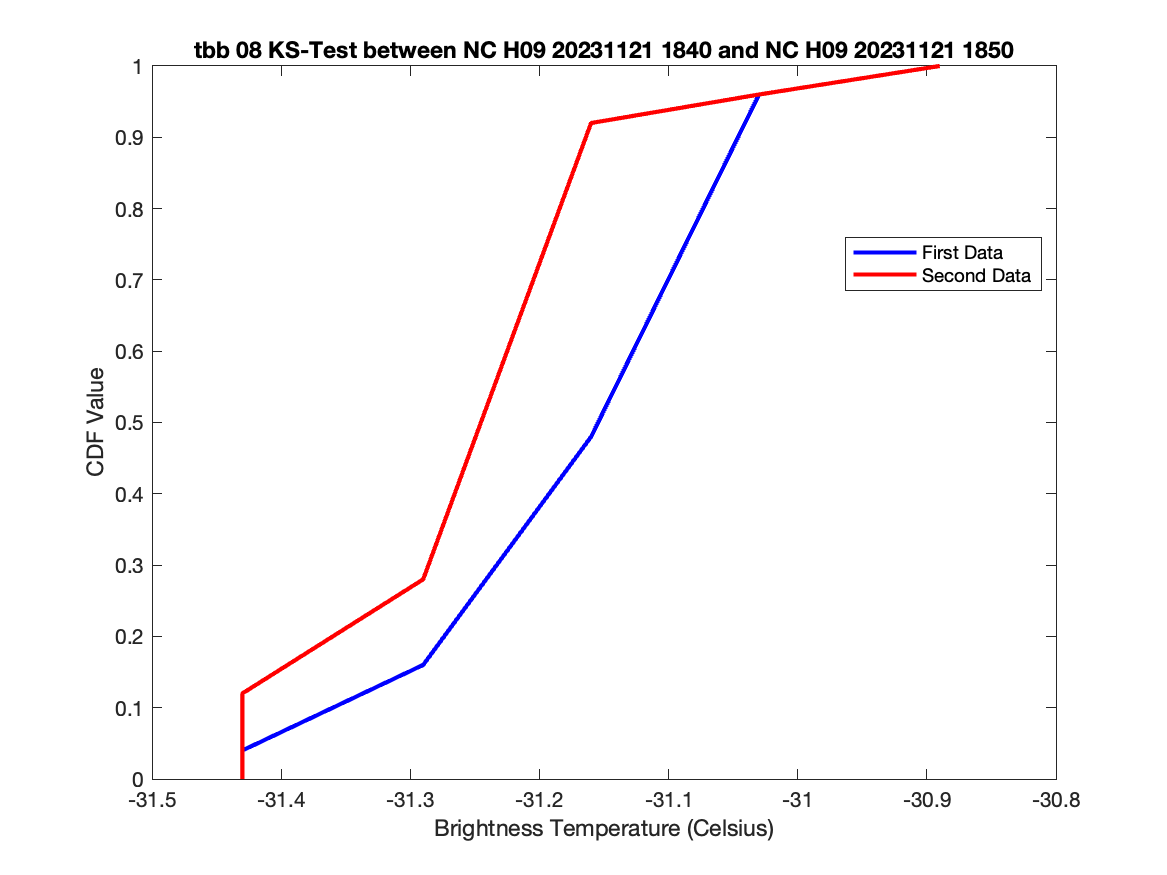 tbb 08 KS-Test between NC H09 20231121 1840 and NC H09 20231121 1850
1
0.9
0.8
0.7
0.6
0.5
0.4
0.3
0.2
0.1
0
CDF Value
First Data
Second Data
-31.5 -31.4 -31.3 -31.2 -31.1 -31 -30.9 -30.8
Brightness Temperature (Celsius)